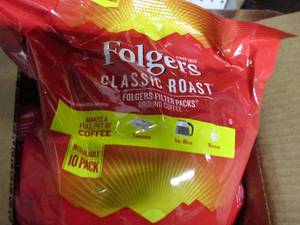 Folgers
CLASSIC ROAST
FOLGERS FILTER PACKS®
GROUND COFFEE
MAKES A
FULL POT OF
COFFEE
10 PACK